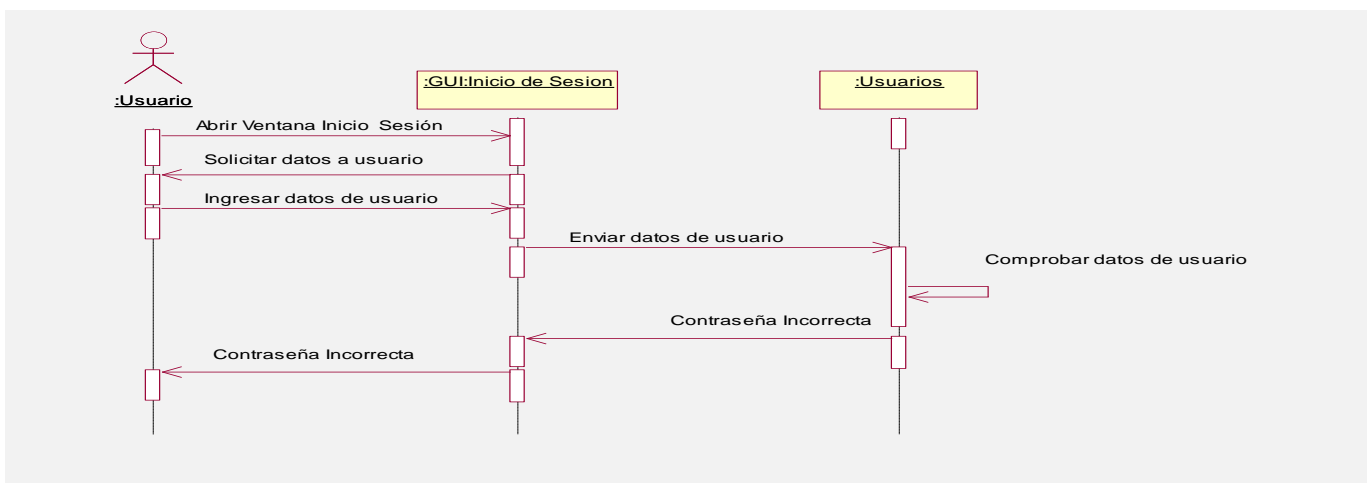 :Usuario
:GUI:Inicio de Sesion
:Usuarios
Abrir Ventana Inicio Sesión
Solicitar datos a usuario
Ingresar datos de usuario
Enviar datos de usuario
Comprobar datos de usuario
Contraseña Incorrecta
Contraseña Incorrecta